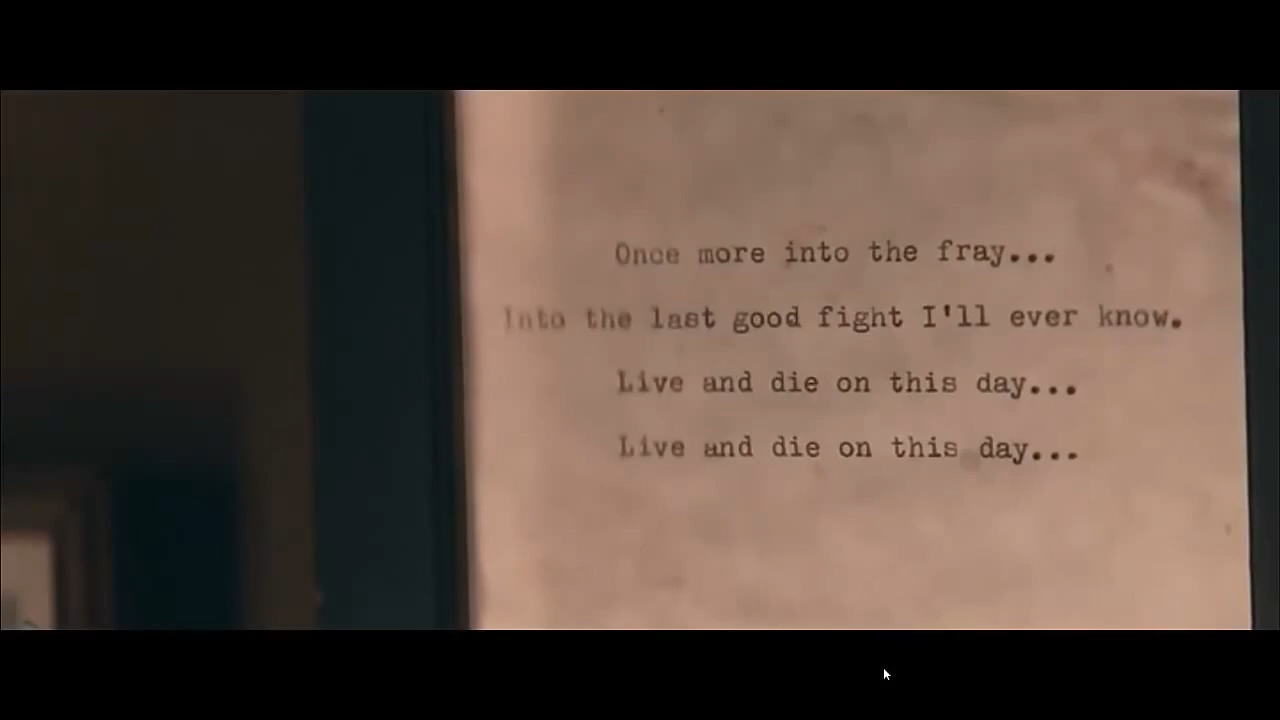 Once more into the fray...
Into the last good fight I'll ever know.
Live and die on this day...
Live and die on this day...